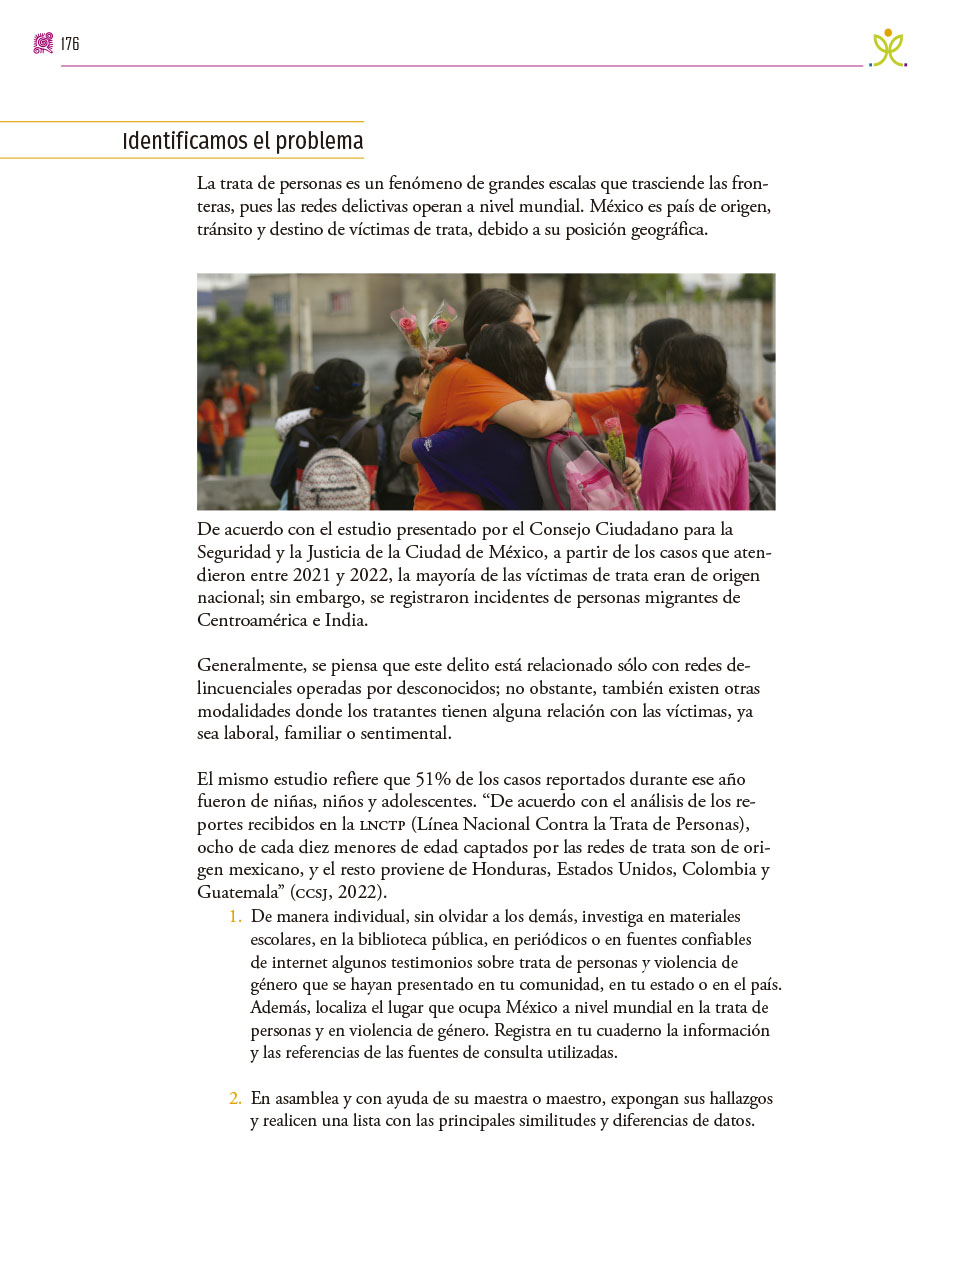 176
Identificamos el problema
La trata de personas es un fenómeno de grandes escalas que trasciende las fron-
teras, pues las redes delictivas operan a nivel mundial. México es país de origen,
tránsito y destino de víctimas de trata, debido a su posición geográfica.
De acuerdo con el estudio presentado por el Consejo Ciudadano para la
Seguridad y la Justicia de la Ciudad de México, a partir de los casos que aten-
dieron entre 2021 y 2022, la mayoría de las víctimas de trata eran de origen
nacional; sin embargo, se registraron incidentes de personas migrantes de
Centroamérica e India.
Generalmente, se piensa que este delito está relacionado sólo con redes de-
lincuenciales operadas por desconocidos; no obstante, también existen otras
modalidades donde los tratantes tienen alguna relación con las víctimas, ya
sea laboral, familiar o sentimental.
El mismo estudio refiere que 51% de los casos reportados durante ese año
fueron de niñas, niños y adolescentes. “De acuerdo con el análisis de los re-
portes recibidos en la LNCTP (Línea Nacional Contra la Trata de Personas),
ocho de cada diez menores de edad captados por las redes de trata son de ori-
gen mexicano, y el resto proviene de Honduras, Estados Unidos, Colombia y
Guatemala” (CCSJ, 2022).
1. De manera individual, sin olvidar a los demás, investiga en materiales
escolares, en la biblioteca pública, en periódicos o en fuentes confiables
de internet algunos testimonios sobre trata de personas y violencia de
género que se hayan presentado en tu comunidad, en tu estado o en el país.
Además, localiza el lugar que ocupa México a nivel mundial en la trata de
personas y en violencia de género. Registra en tu cuaderno la información
y las referencias de las fuentes de consulta utilizadas.
2. En asamblea y con ayuda de su maestra o maestro, expongan sus hallazgos
y realicen una lista con las principales similitudes y diferencias de datos.